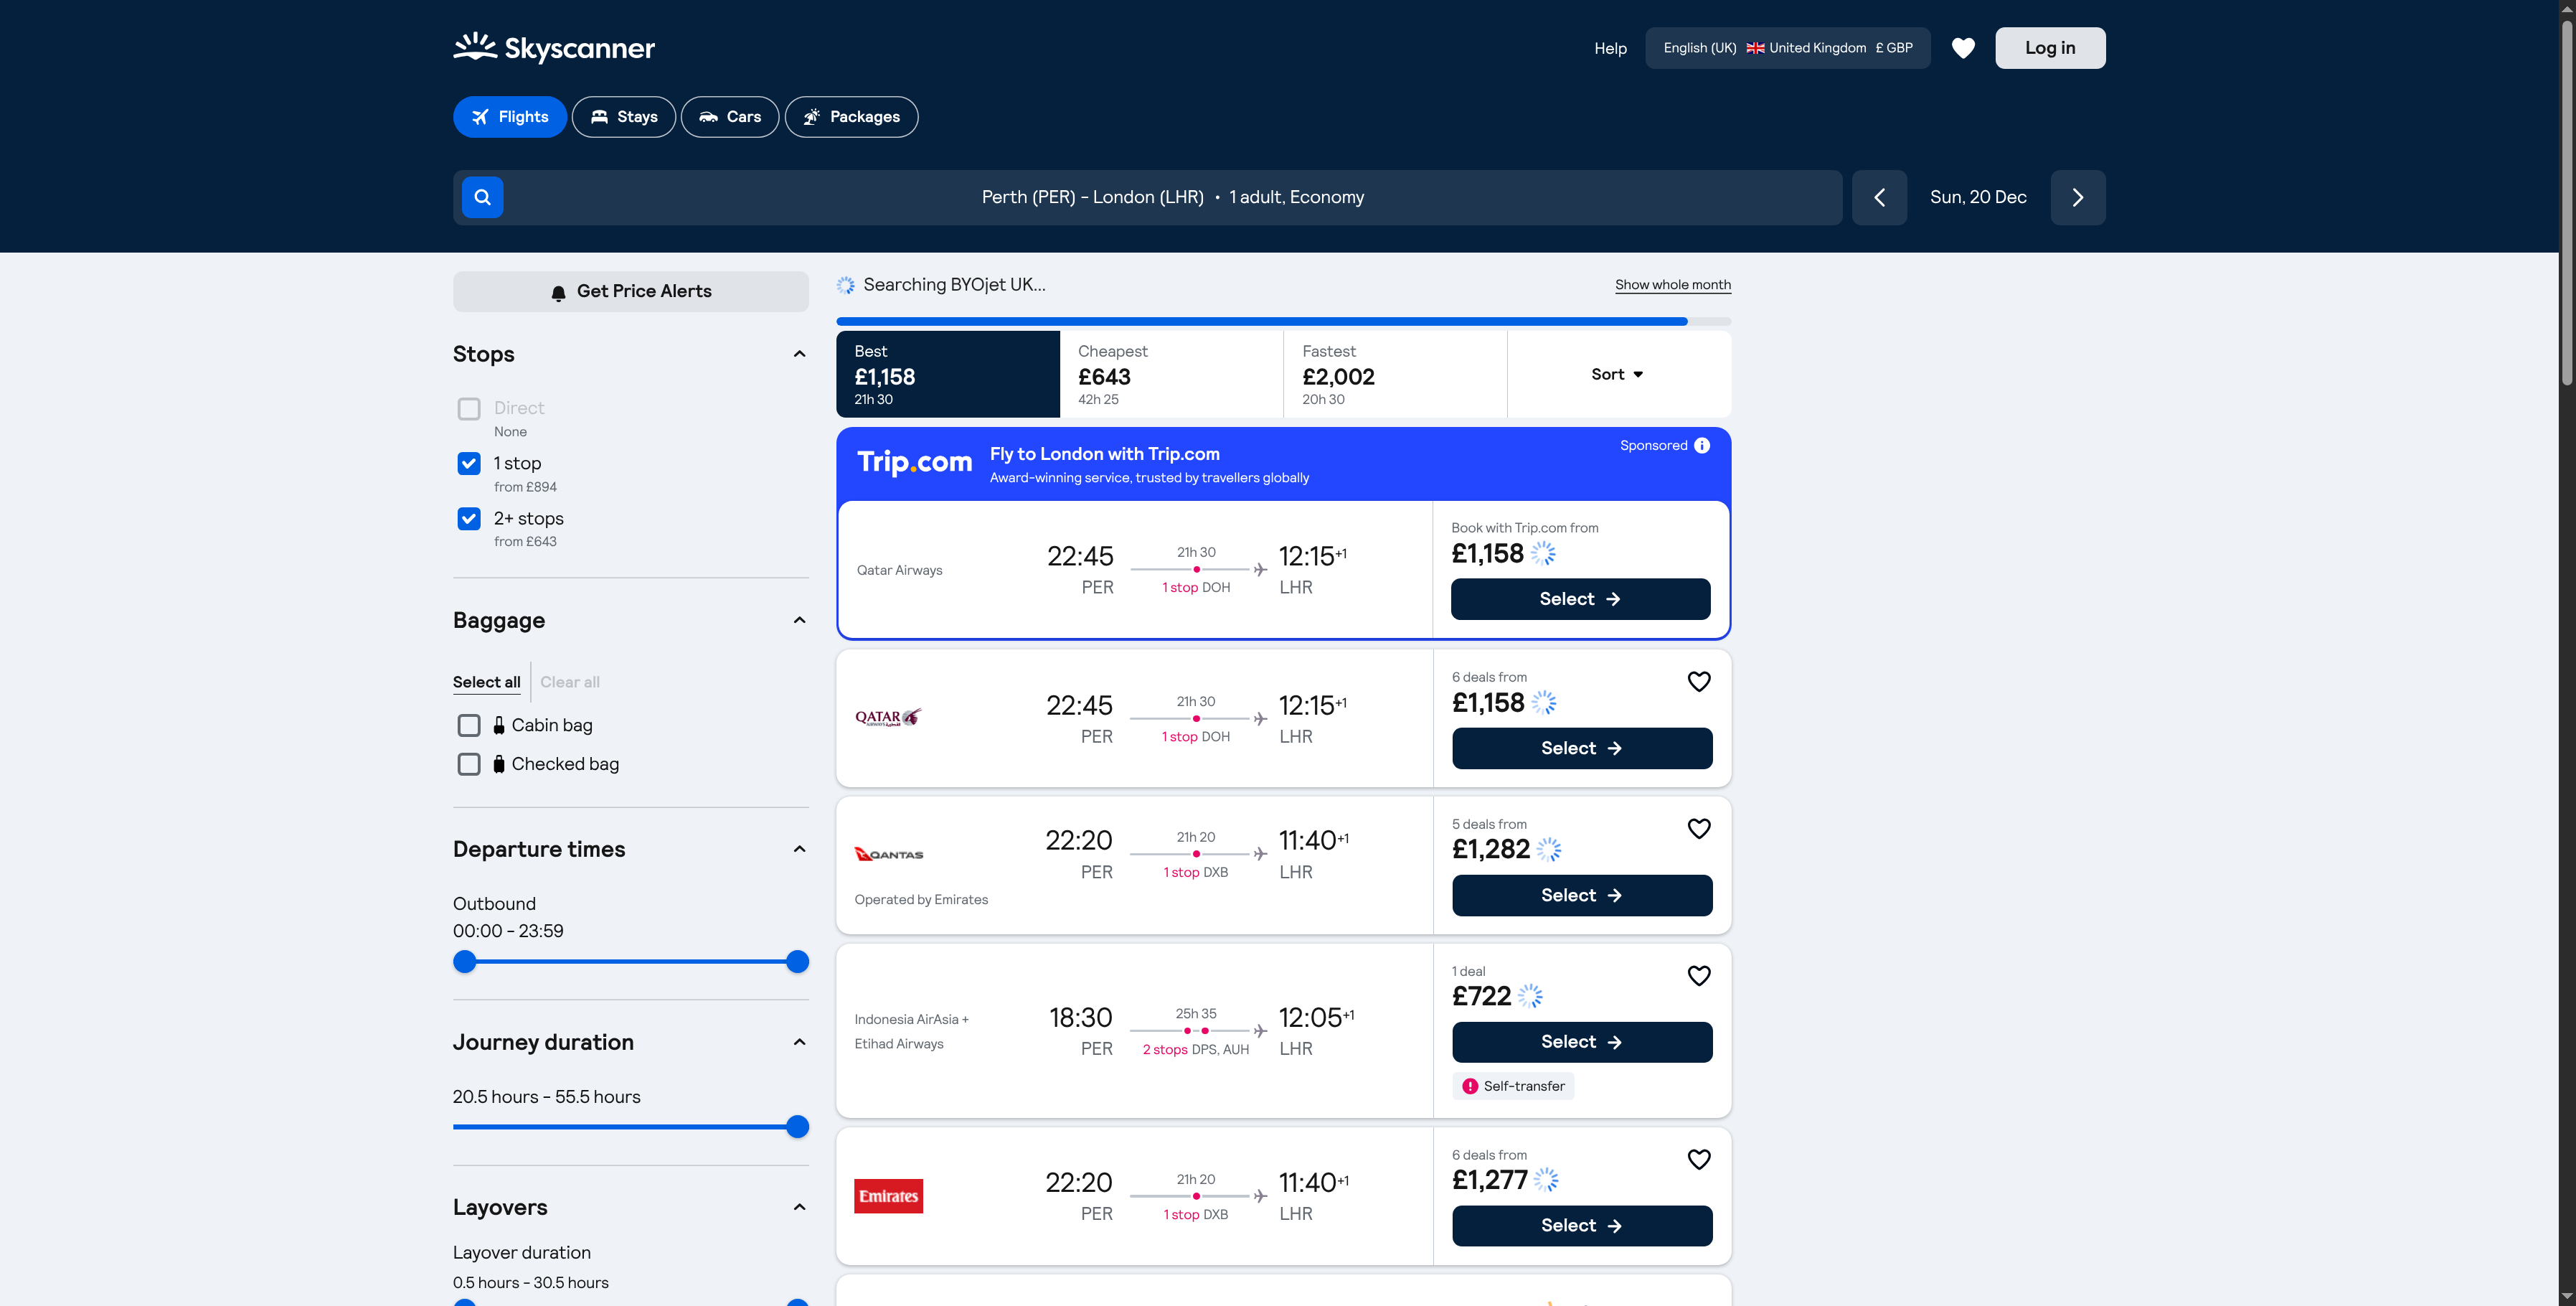 Skyscanner
Help
English (UK) United Kingdom £ GBP
Log in
Flights
Stays
Cars
Packages
Perth (PER) - London (LHR) • 1 adult, Economy
Sun, 20 Dec
Get Price Alerts
Stops
Direct
None
1 stop
from £894
2+ stops
from £643
Baggage
Select all
Clear all
Cabin bag
Checked bag
Departure times
Outbound
00:00 - 23:59
Journey duration
20.5 hours - 55.5 hours
Layovers
Layover duration
0.5 hours - 30.5 hours
Searching BYOjet UK...
Show whole month
Best
£1,158
21h 30
Cheapest
£643
42h 25
Fastest
£2,002
20h 30
Sort
Trip.com
Fly to London with Trip.com
Award-winning service, trusted by travellers globally
Sponsored
Qatar Airways
22:45
PER
21h 30
1 stop DOH
12:15+1
LHR
Book with Trip.com from
£1,158
Select
QATAR
22:45
PER
21h 30
1 stop DOH
12:15+1
LHR
6 deals from
£1,158
Select
QANTAS
Operated by Emirates
22:20
PER
21h 20
1 stop DXB
11:40+1
LHR
5 deals from
£1,282
Select
Indonesia AirAsia +
Etihad Airways
18:30
PER
25h 35
2 stops DPS, AUH
12:05+1
LHR
1 deal
£722
Select
Self-transfer
Emirates
22:20
PER
21h 20
1 stop DXB
11:40+1
LHR
6 deals from
£1,277
Select